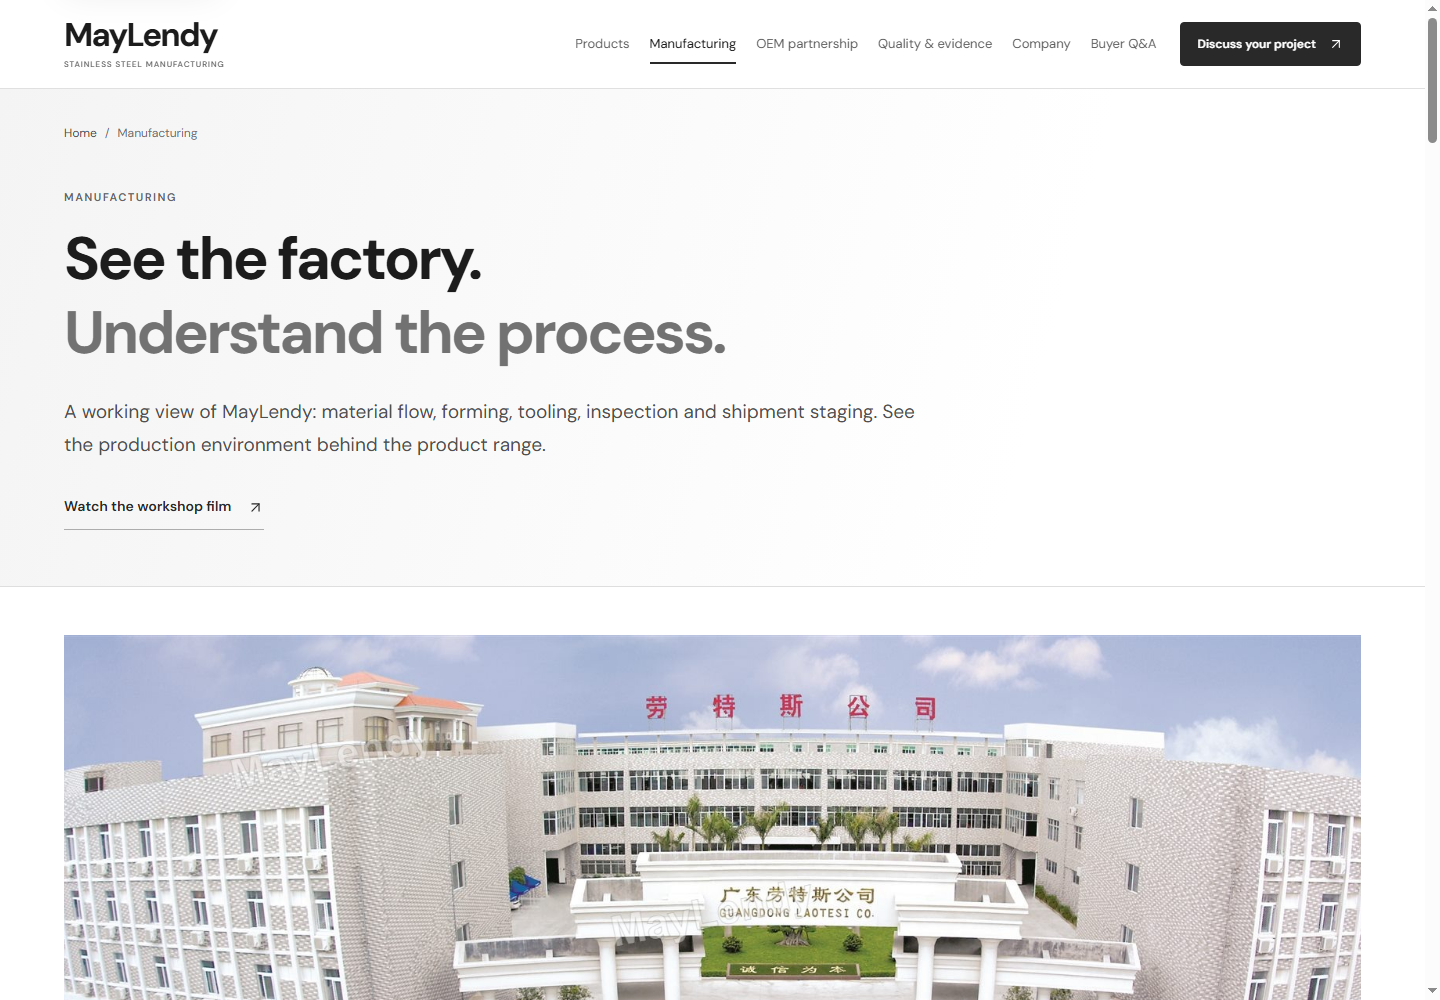 MayLendy
STAINLESS STEEL MANUFACTURING
Products
Manufacturing
OEM partnership
Quality & evidence
Company
Buyer Q&A
Discuss your project
Home / Manufacturing
MANUFACTURING
See the factory.
Understand the process.
A working view of MayLendy: material flow, forming, tooling, inspection and shipment staging. See
the production environment behind the product range.
Watch the workshop film
劳特斯公司
MayLendy
广东劳特斯公司
GUANGDONG LAOTESI CO.
MayLendy
诚信为本